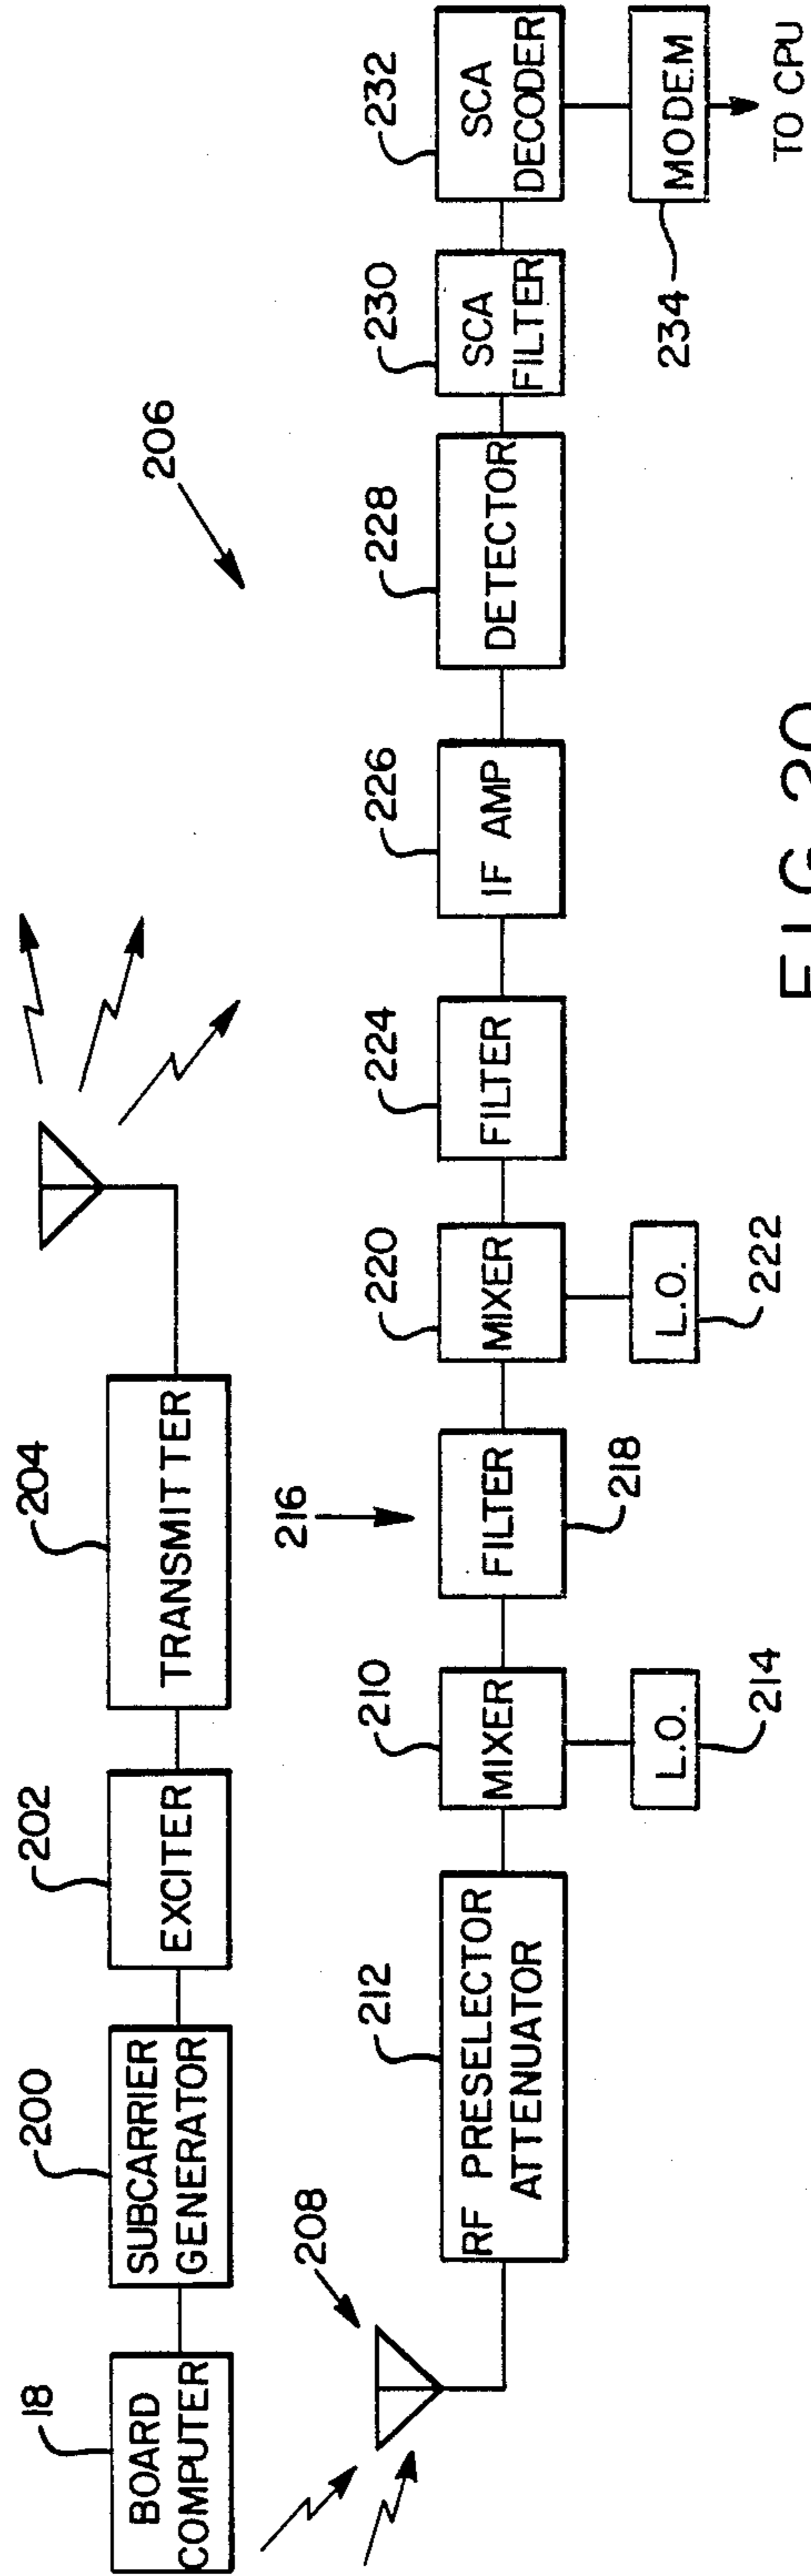 18
BOARD
COMPUTER
200
SUBCARRIER
GENERATOR
202
EXCITER
204
TRANSMITTER
206
208
212
RF PRESELECTOR
ATTENUATOR
210
MIXER
L.O.
214
216
FILTER
218
220
MIXER
L.O.
222
224
FILTER
226
IF AMP
228
DETECTOR
230
SCA
FILTER
232
SCA
DECODER
MODEM
234
TO CPU